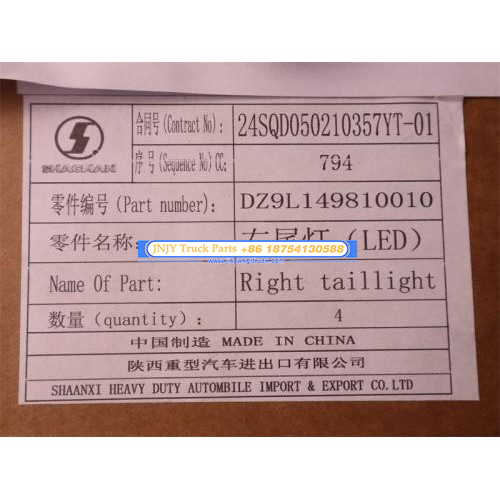 合同号(Contract No): 24SQD050210357YT-01
SHACMAN
序 号(Sequence No)CC: 794
零件编号(Part number): DZ9L149810010
零件名称: 右尾灯(LED)
JNJY Truck Parts +86 18754130588
Name Of Part: Right taillight
数量(quantity): 4
中国制造 MADE IN CHINA
陕西重型汽车进出口有限公司
SHAANXI HEAVY DUTY AUTOMBILE IMPORT & EXPORT CO.LTD